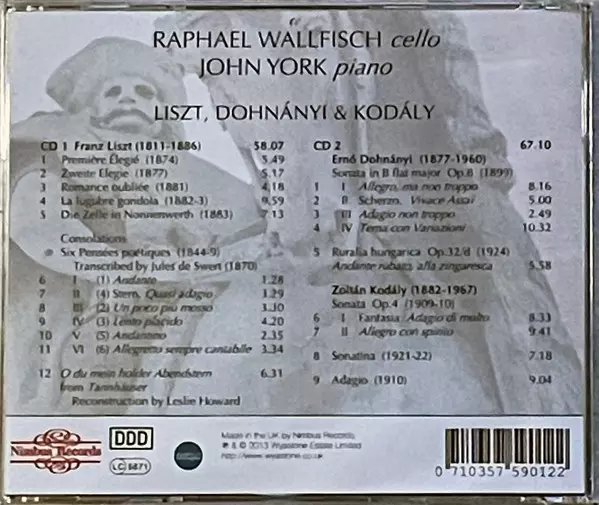 RAPHAEL WALLFISCH cello
JOHN YORK piano
LISZT, DOHNÁNYI & KODÁLY
CD 1 Franz Liszt (1811-1886) 58.07
1 Première Élegié (1874) 5.49
2 Zweite Elegie (1877) 5.17
3 Romance oubliée (1881) 4.18
4 La lugubre gondola (1882-3) 9.59
5 Die Zelle in Nonnenwerth (1883) 7.13
Consolations
Six Pensées poétiques (1844-9)
Transcribed by Jules de Swert (1870)
6 I (1) Andante 1.28
7 II (4) Stern. Quasi adagio 3.29
8 III (2) Un poco più mosso 3.30
9 IV (3) Lento placido 4.20
10 V (5) Andantino 2.35
11 VI (6) Allegretto sempre cantabile 3.34
12 O du mein holder Abendstern 6.31
from Tannhäuser
Reconstruction by Leslie Howard
CD 2 67.10
Ernő Dohnányi (1877-1960)
Sonata in B flat major Op.8 (1899)
1 I Allegro, ma non troppo 8.16
2 II Scherzo. Vivace Assai 5.00
3 III Adagio non troppo 2.49
4 IV Tema con Variazioni 10.32
5 Ruralia hungarica Op.32/d (1924)
Andante rubato, alla zingaresca 5.58
Zoltán Kodály (1882-1967)
Sonata Op.4 (1909-10)
6 I Fantasia: Adagio di molto 8.33
7 II Allegro con spirito 9.41
8 Sonatina (1921-22) 7.18
9 Adagio (1910) 9.04
Nimbus Records
DDD
LC 5871
Made in the UK by Nimbus Records
℗ & © 2013 Wyastone Estate Limited
http://www.wyastone.co.uk
0 710357 590122